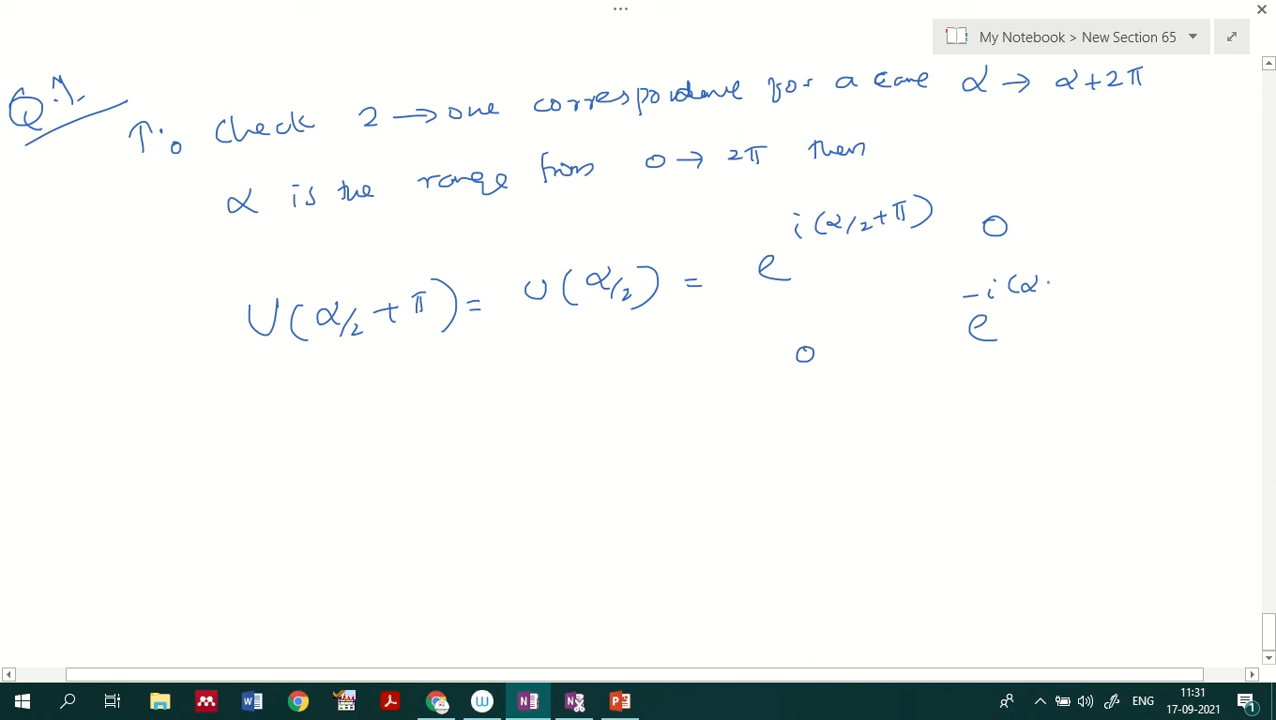 My Notebook > New Section 65
Q.1.
To Check 2 → one correspondence for a case α → α + 2π
α is the range from 0 → 2π then
U(α/2 + π) = U(α/2) = e^{i(α/2+π)} 0
0 e^{-i(α.
ENG
11:31
17-09-2021